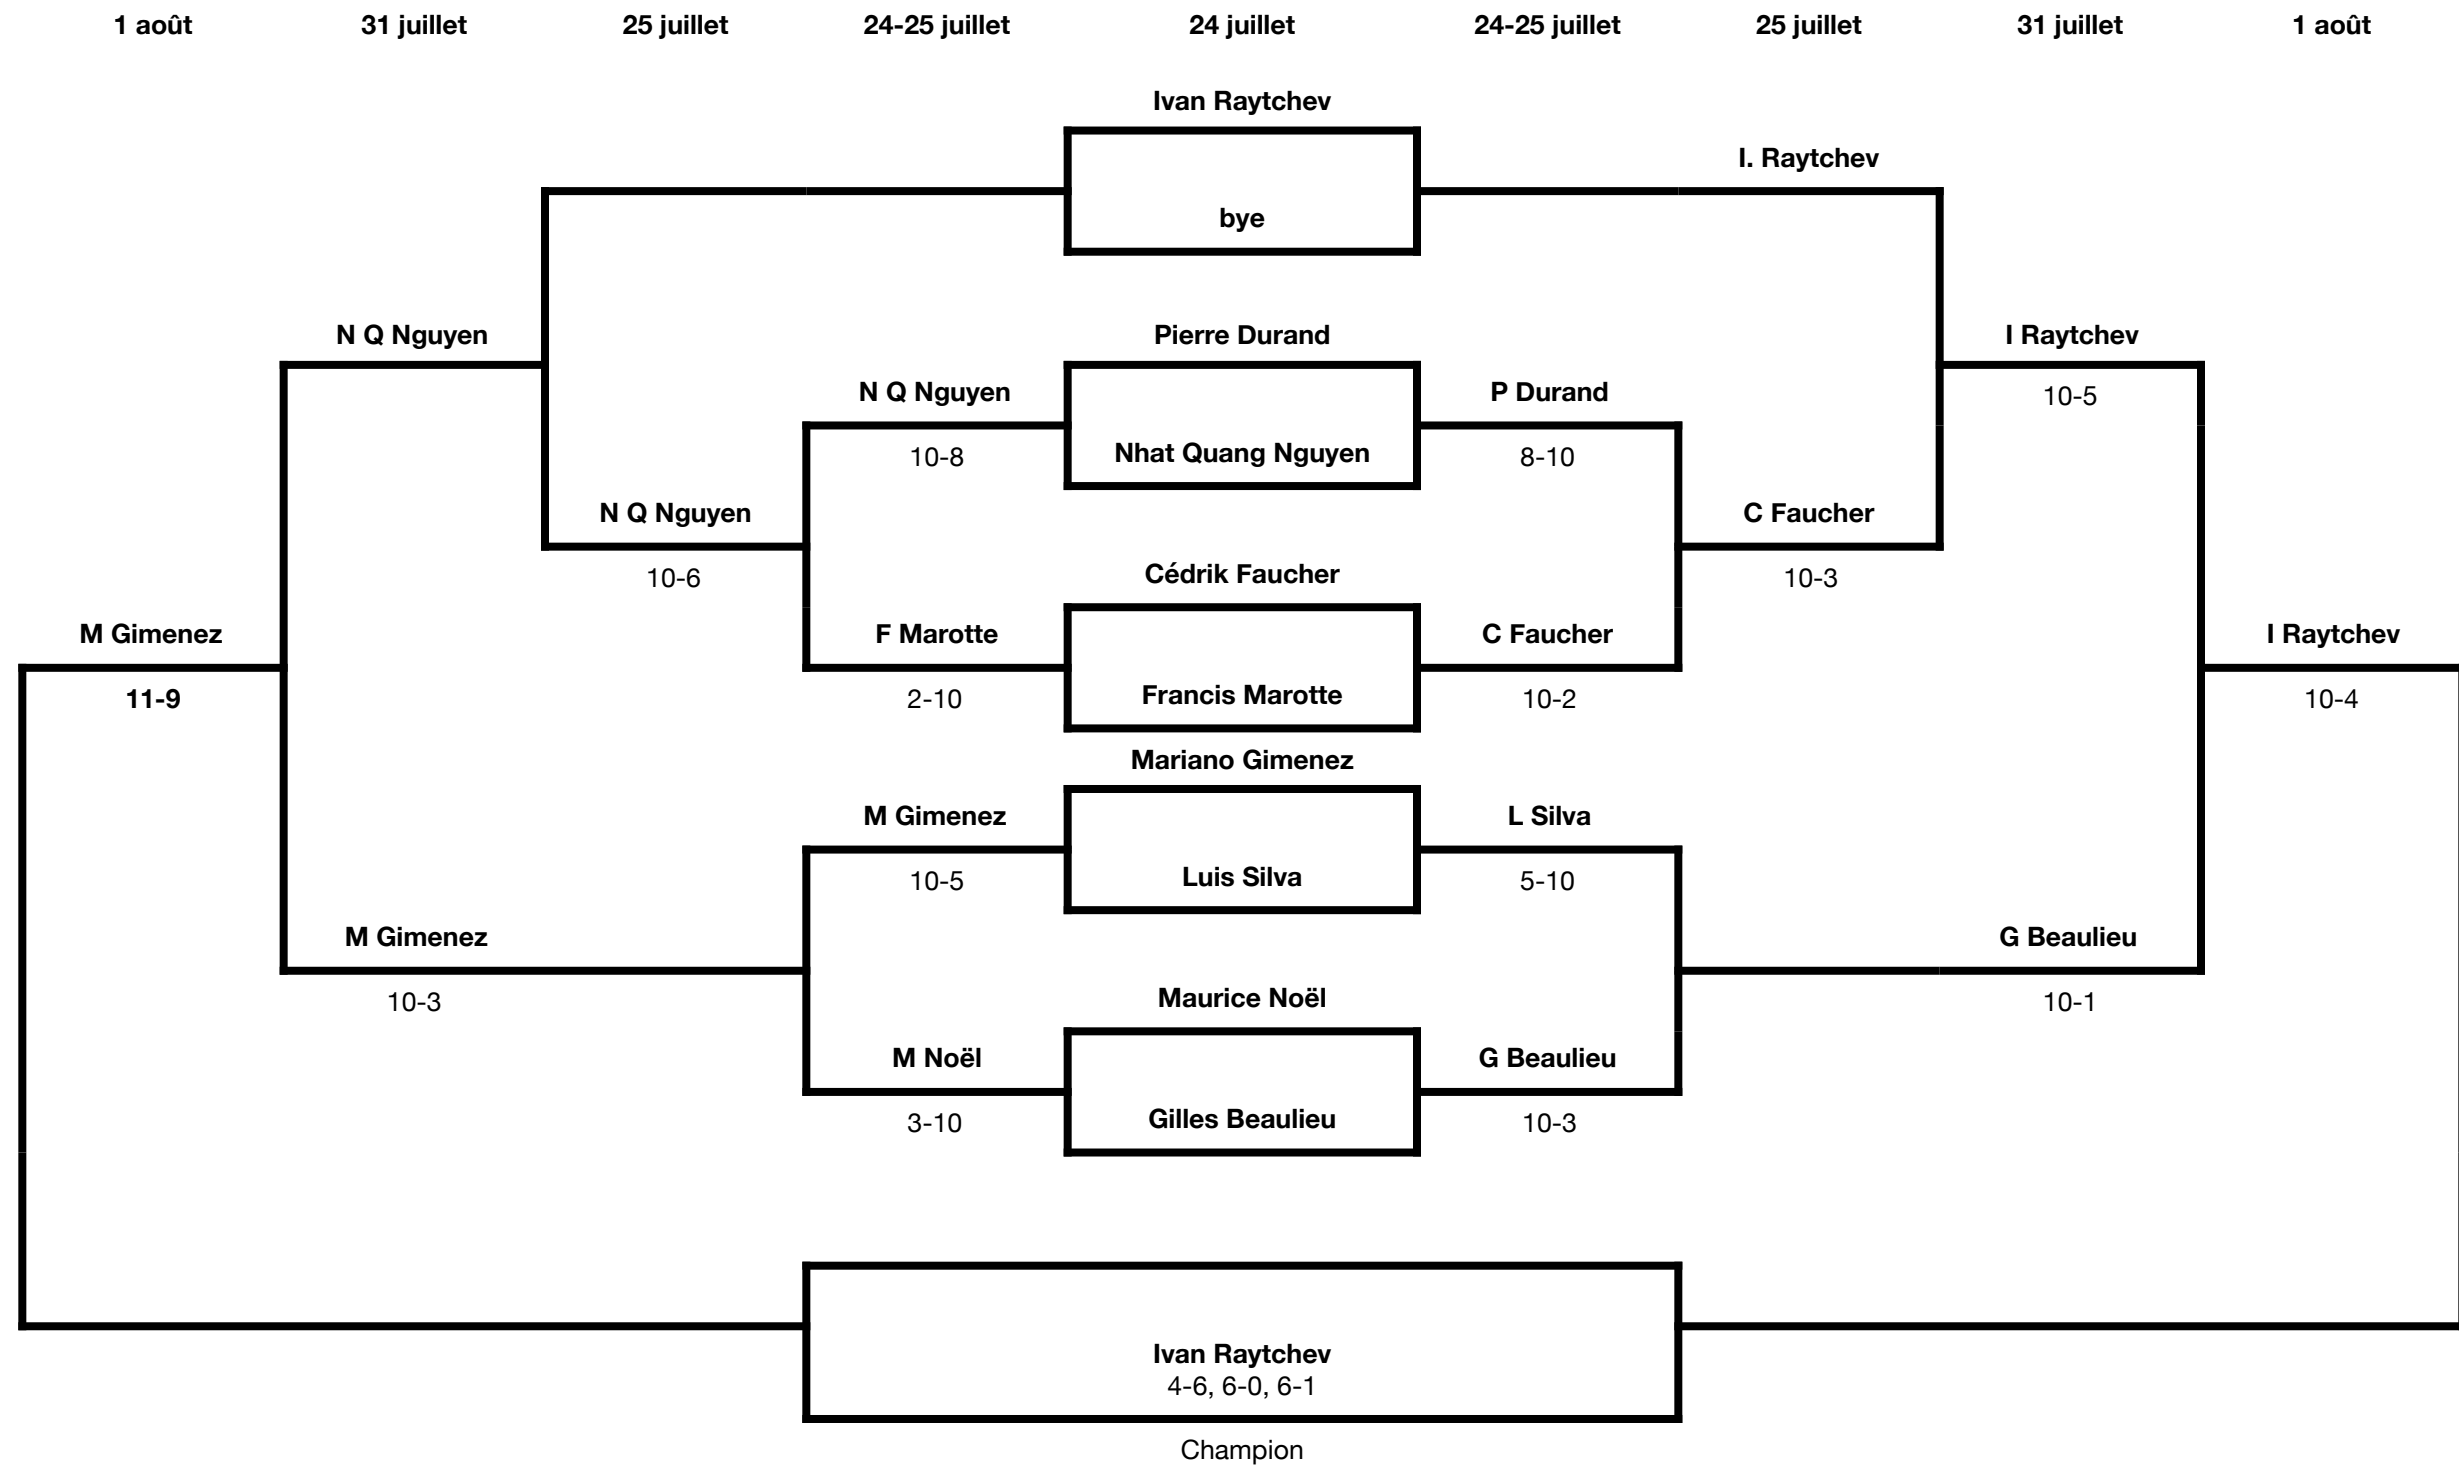 1 août 31 juillet 25 juillet 24-25 juillet 24 juillet 24-25 juillet 25 juillet 31 juillet 1 août
Ivan Raytchev
I. Raytchev
bye
N Q Nguyen Pierre Durand I Raytchev
N Q Nguyen P Durand 10-5
10-8 Nhat Quang Nguyen 8-10
N Q Nguyen C Faucher
10-6 Cédrik Faucher 10-3
M Gimenez F Marotte C Faucher I Raytchev
11-9 2-10 Francis Marotte 10-2 10-4
Mariano Gimenez
M Gimenez L Silva
10-5 Luis Silva 5-10
M Gimenez G Beaulieu
10-3 Maurice Noël 10-1
M Noël G Beaulieu
3-10 Gilles Beaulieu 10-3
Ivan Raytchev
4-6, 6-0, 6-1
Champion